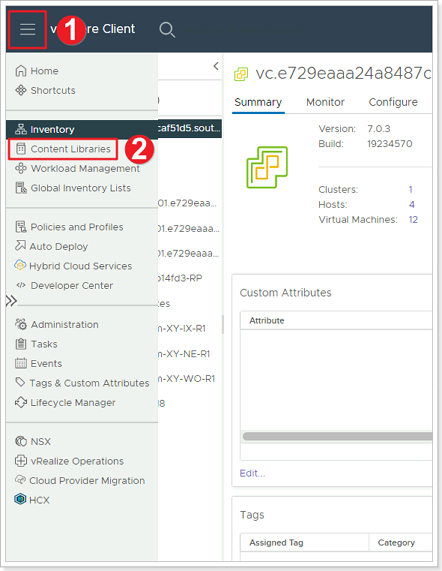 1
v re Client
vc.e729eaaa24a8487c
Home
Shortcuts
Summary Monitor Configure
Inventory
caf51d5.sout...
Version: 7.0.3
Build: 19234570
Content Libraries 2
Workload Management
Global Inventory Lists
Clusters: 1
Hosts: 4
Virtual Machines: 12
01.e729eaa...
Policies and Profiles
01.e729eaa...
Auto Deploy
01.e729eaa...
Hybrid Cloud Services
14fd3-RP
Developer Center
es
Custom Attributes
Attribute
Administration
m-XY-IX-R1
Tasks
m-XY-NE-R1
Events
m-XY-WO-R1
Tags & Custom Attributes
Lifecycle Manager
18
NSX
vRealize Operations
Cloud Provider Migration
HCX
Edit...
Tags
Assigned Tag Category